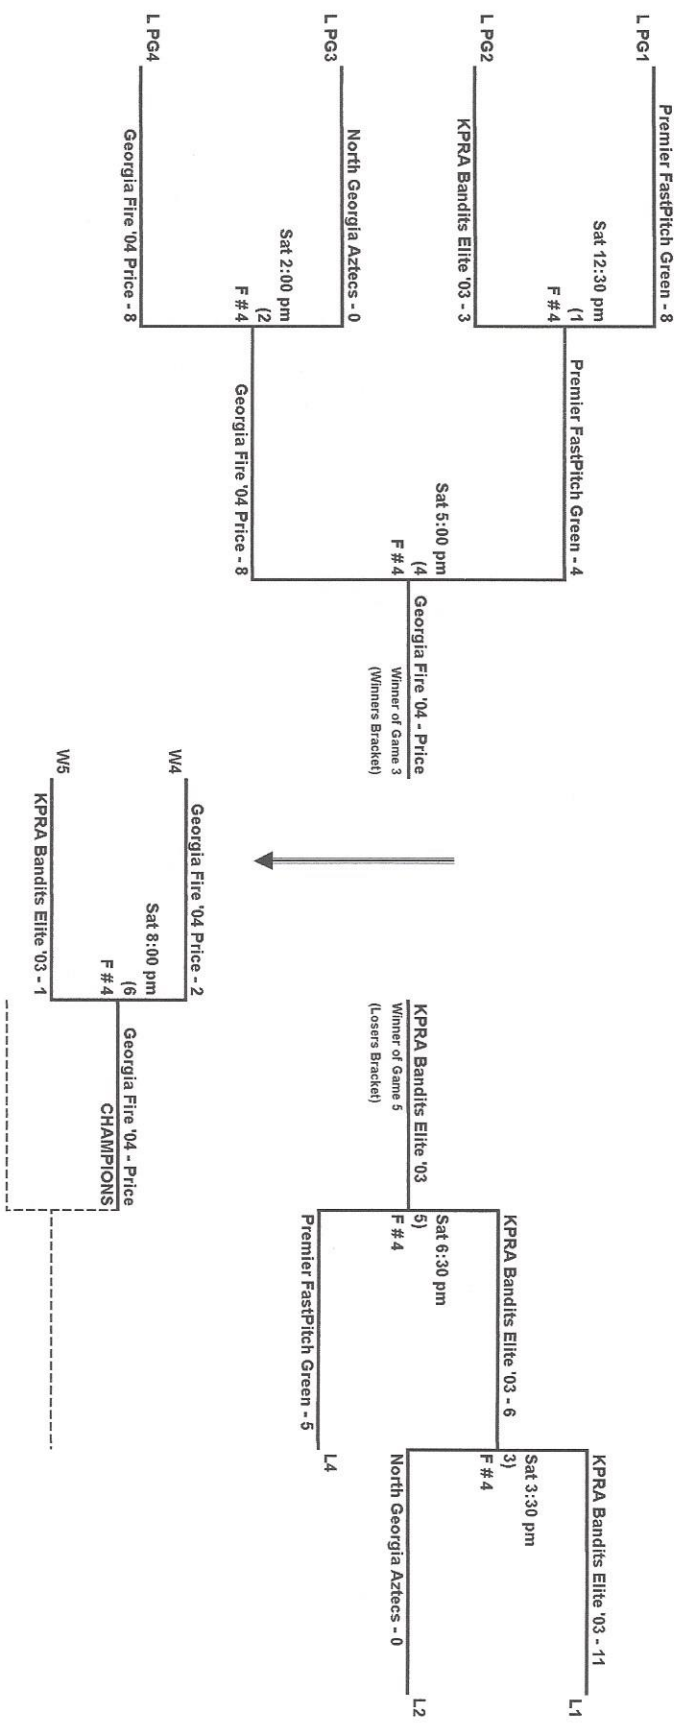 Premier FastPitch Green - 8
L PG1
Sat 12:30 pm
(1
F # 4
L PG2
KPRA Bandits Elite '03 - 3
Premier FastPitch Green - 4
North Georgia Aztecs - 0
L PG3
Sat 2:00 pm
(2
F # 4
L PG4
Georgia Fire '04 Price - 8
Georgia Fire '04 Price - 8
Sat 5:00 pm
(4
F # 4
Georgia Fire '04 - Price
Winner of Game 3
(Winners Bracket)
KPRA Bandits Elite '03 - 11
L1
Sat 3:30 pm
3)
F # 4
North Georgia Aztecs - 0
L2
KPRA Bandits Elite '03 - 6
Sat 6:30 pm
5)
F # 4
Premier FastPitch Green - 5
L4
KPRA Bandits Elite '03
Winner of Game 5
(Losers Bracket)
W4
Georgia Fire '04 Price - 2
Sat 8:00 pm
(6
F # 4
W5
KPRA Bandits Elite '03 - 1
Georgia Fire '04 - Price
CHAMPIONS